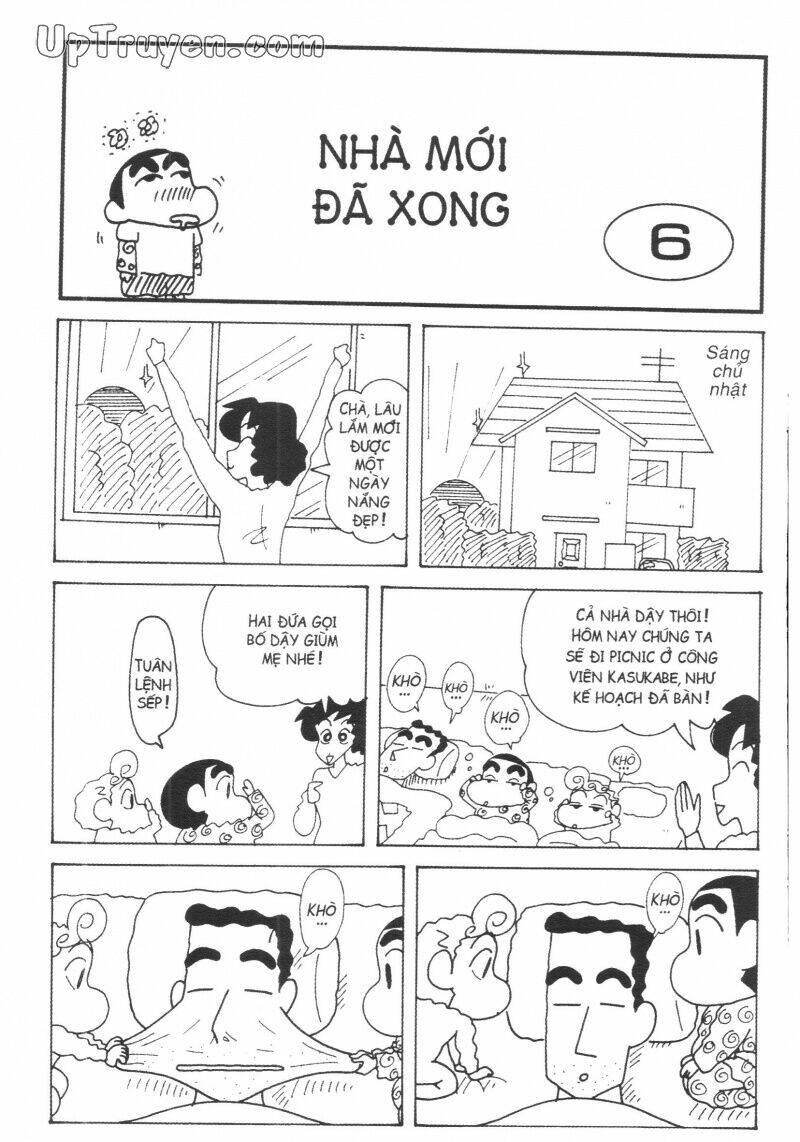 UpTruyen.com
NHÀ MỚI
ĐÃ XONG
6
Sáng
chủ
nhật
CHÀ, LÂU
LẮM MỚI
ĐƯỢC
MỘT
NGÀY
NẮNG
ĐẸP!
CẢ NHÀ DẬY THÔI!
HÔM NAY CHÚNG TA
SẼ ĐI PICNIC Ở CÔNG
VIÊN KASUKABE, NHƯ
KẾ HOẠCH ĐÃ BÀN!
KHÒ
...
KHÒ
...
KHÒ
...
KHÒ
...
HAI ĐỨA GỌI
BỐ DẬY GIÙM
MẸ NHÉ!
TUÂN
LỆNH
SẾP!
KHÒ
...
KHÒ
...